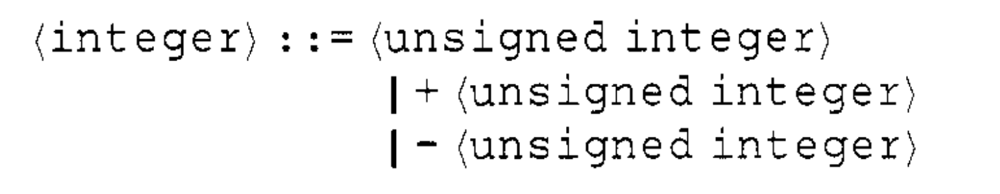 ⟨integer⟩ ::= ⟨unsigned integer⟩
| + ⟨unsigned integer⟩
| - ⟨unsigned integer⟩